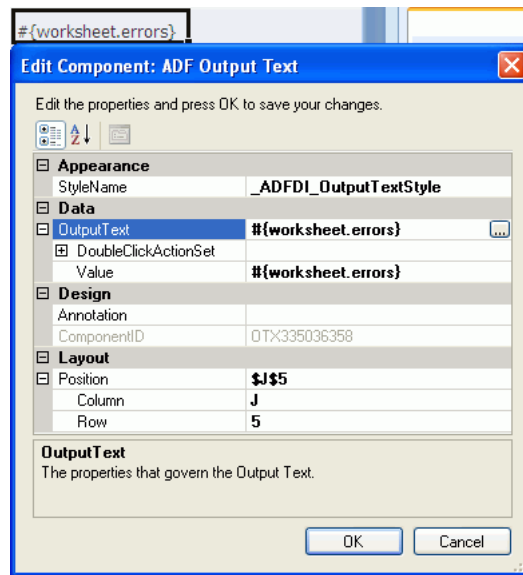 #{worksheet.errors}
Edit Component: ADF Output Text
Edit the properties and press OK to save your changes.
Appearance
StyleName _ADFDI_OutputTextStyle
Data
OutputText #{worksheet.errors} ...
DoubleClickActionSet
Value #{worksheet.errors}
Design
Annotation
ComponentID OTX335036358
Layout
Position $J$5
Column J
Row 5
OutputText
The properties that govern the Output Text.
OK Cancel